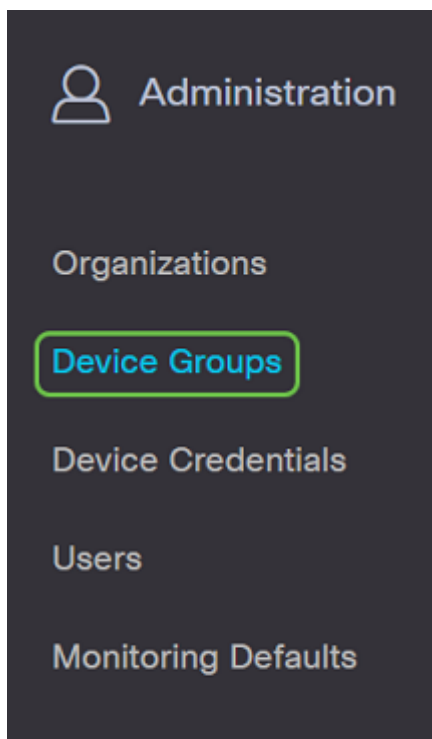 Administration
Organizations
Device Groups
Device Credentials
Users
Monitoring Defaults